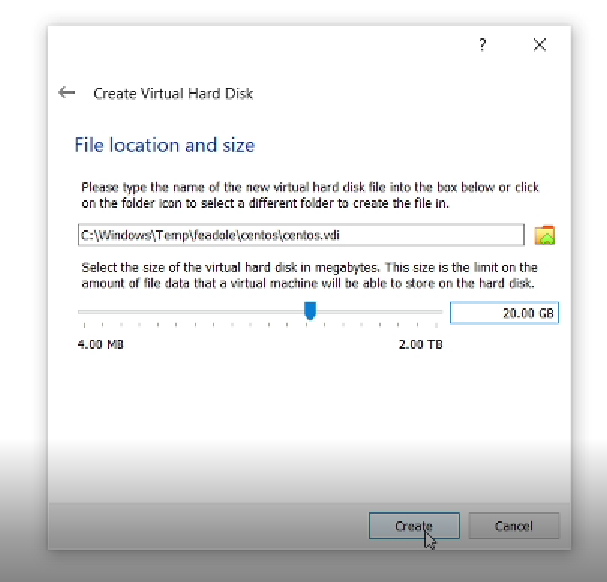 ?
Create Virtual Hard Disk
File location and size
Please type the name of the new virtual hard disk file into the box below or click
on the folder icon to select a different folder to create the file in.
C:\Windows\Temp\feadole\centos\centos.vdi
Select the size of the virtual hard disk in megabytes. This size is the limit on the
amount of file data that a virtual machine will be able to store on the hard disk.
20.00 GB
4.00 MB 2.00 TB
Create Cancel